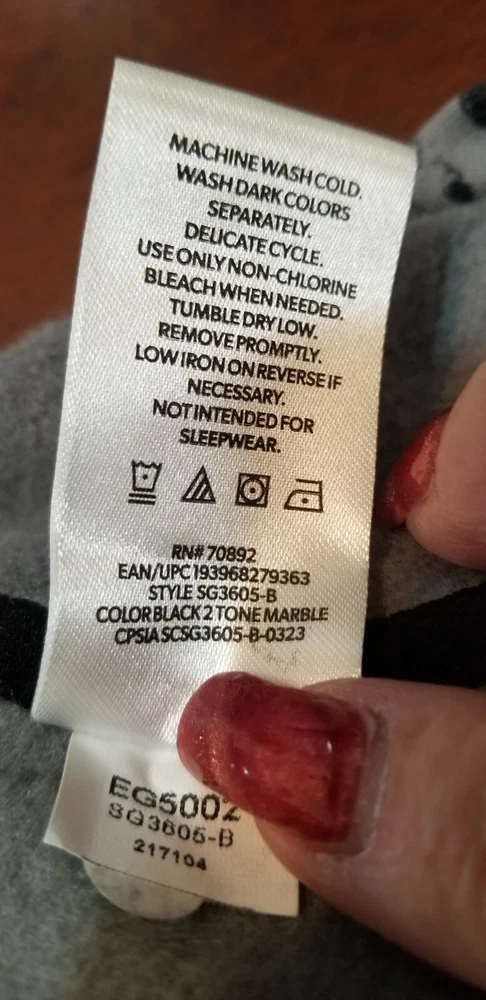 MACHINE WASH COLD.
WASH DARK COLORS
SEPARATELY.
DELICATE CYCLE.
USE ONLY NON-CHLORINE
BLEACH WHEN NEEDED.
TUMBLE DRY LOW.
REMOVE PROMPTLY.
LOW IRON ON REVERSE IF
NECESSARY.
NOT INTENDED FOR
SLEEPWEAR.
RN# 70892
EAN/UPC 193968279363
STYLE SG3605-B
COLOR BLACK 2 TONE MARBLE
CPSIA SCSG3605-B-0323
EG5002
SG3605-B
217104